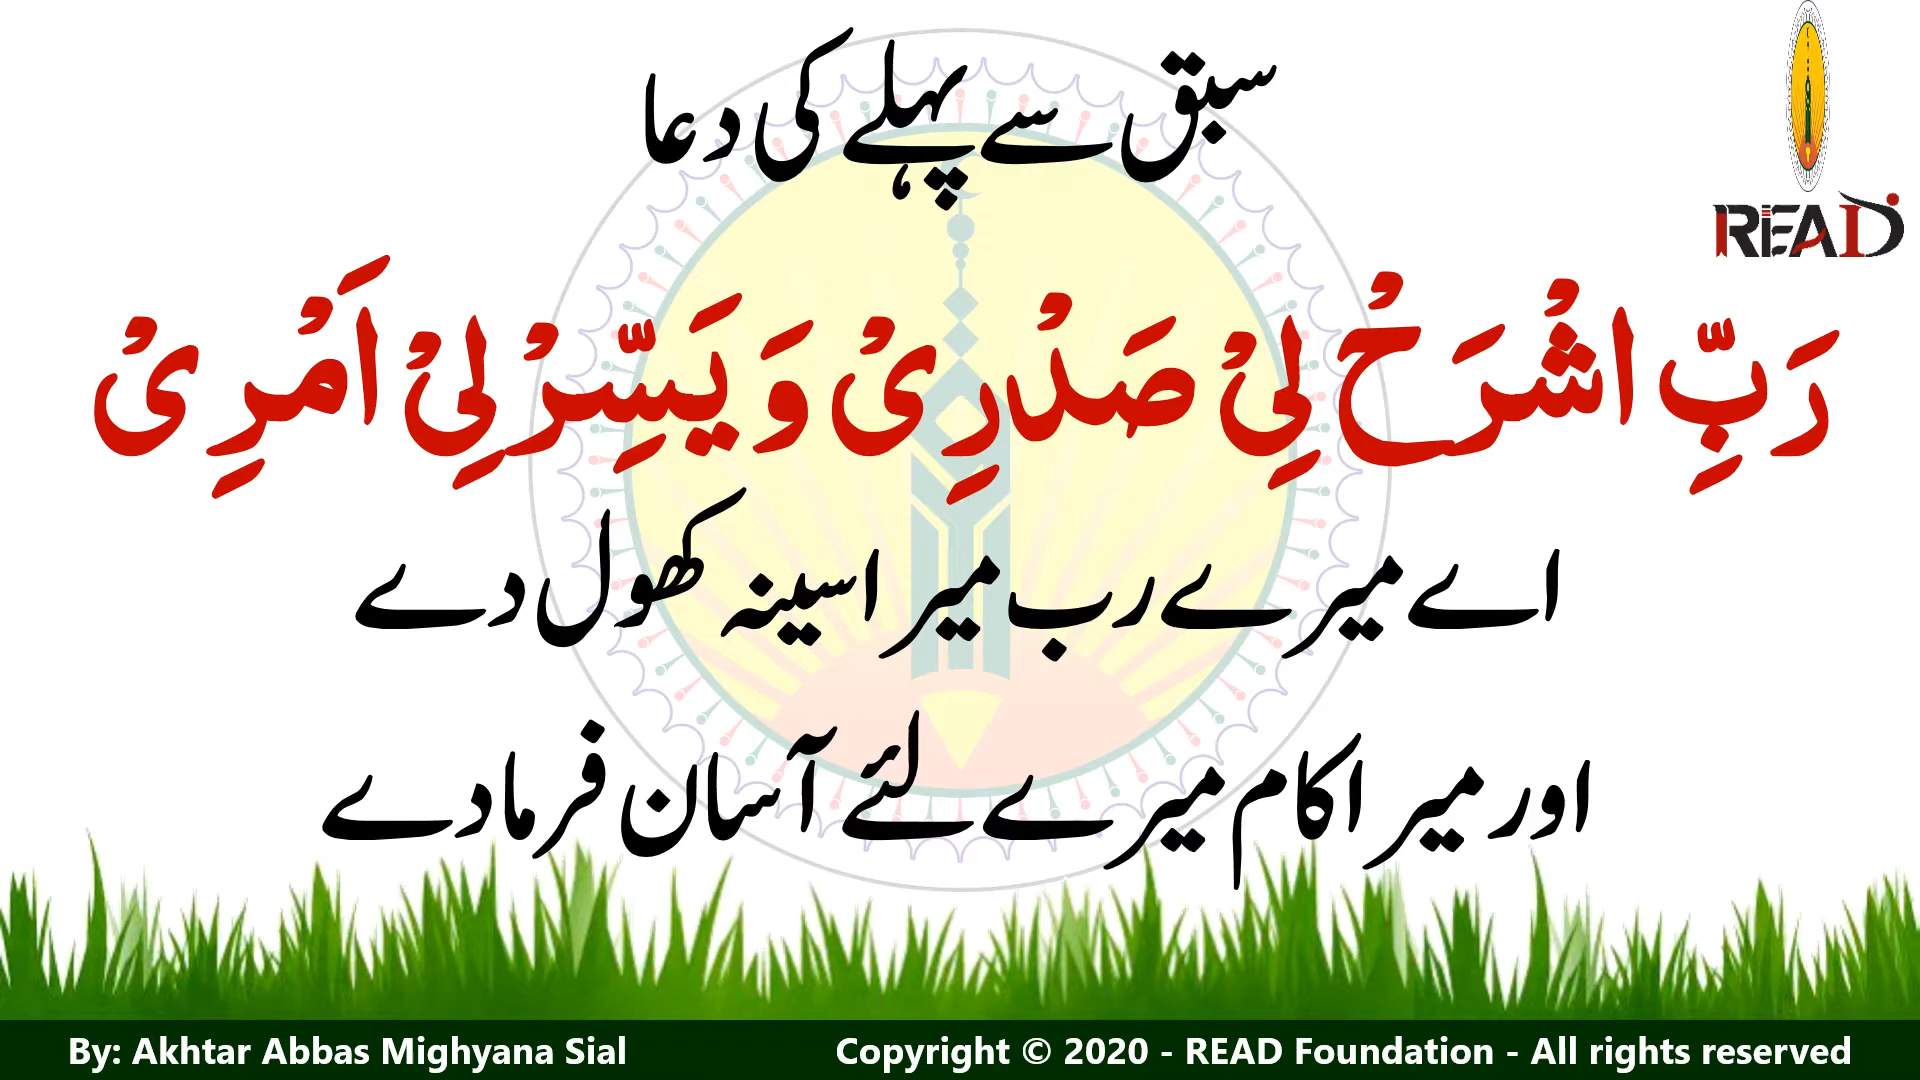 سبق سے پہلے کی دعا
READ
رَبِّ اشْرَحْ لِیْ صَدْرِیْ وَ یَسِّرْ لِیْ اَمْرِیْ
اے میرے رب میرا سینہ کھول دے
اور میرا کام میرے لئے آسان فرما دے
By: Akhtar Abbas Mighyana Sial
Copyright © 2020 - READ Foundation - All rights reserved